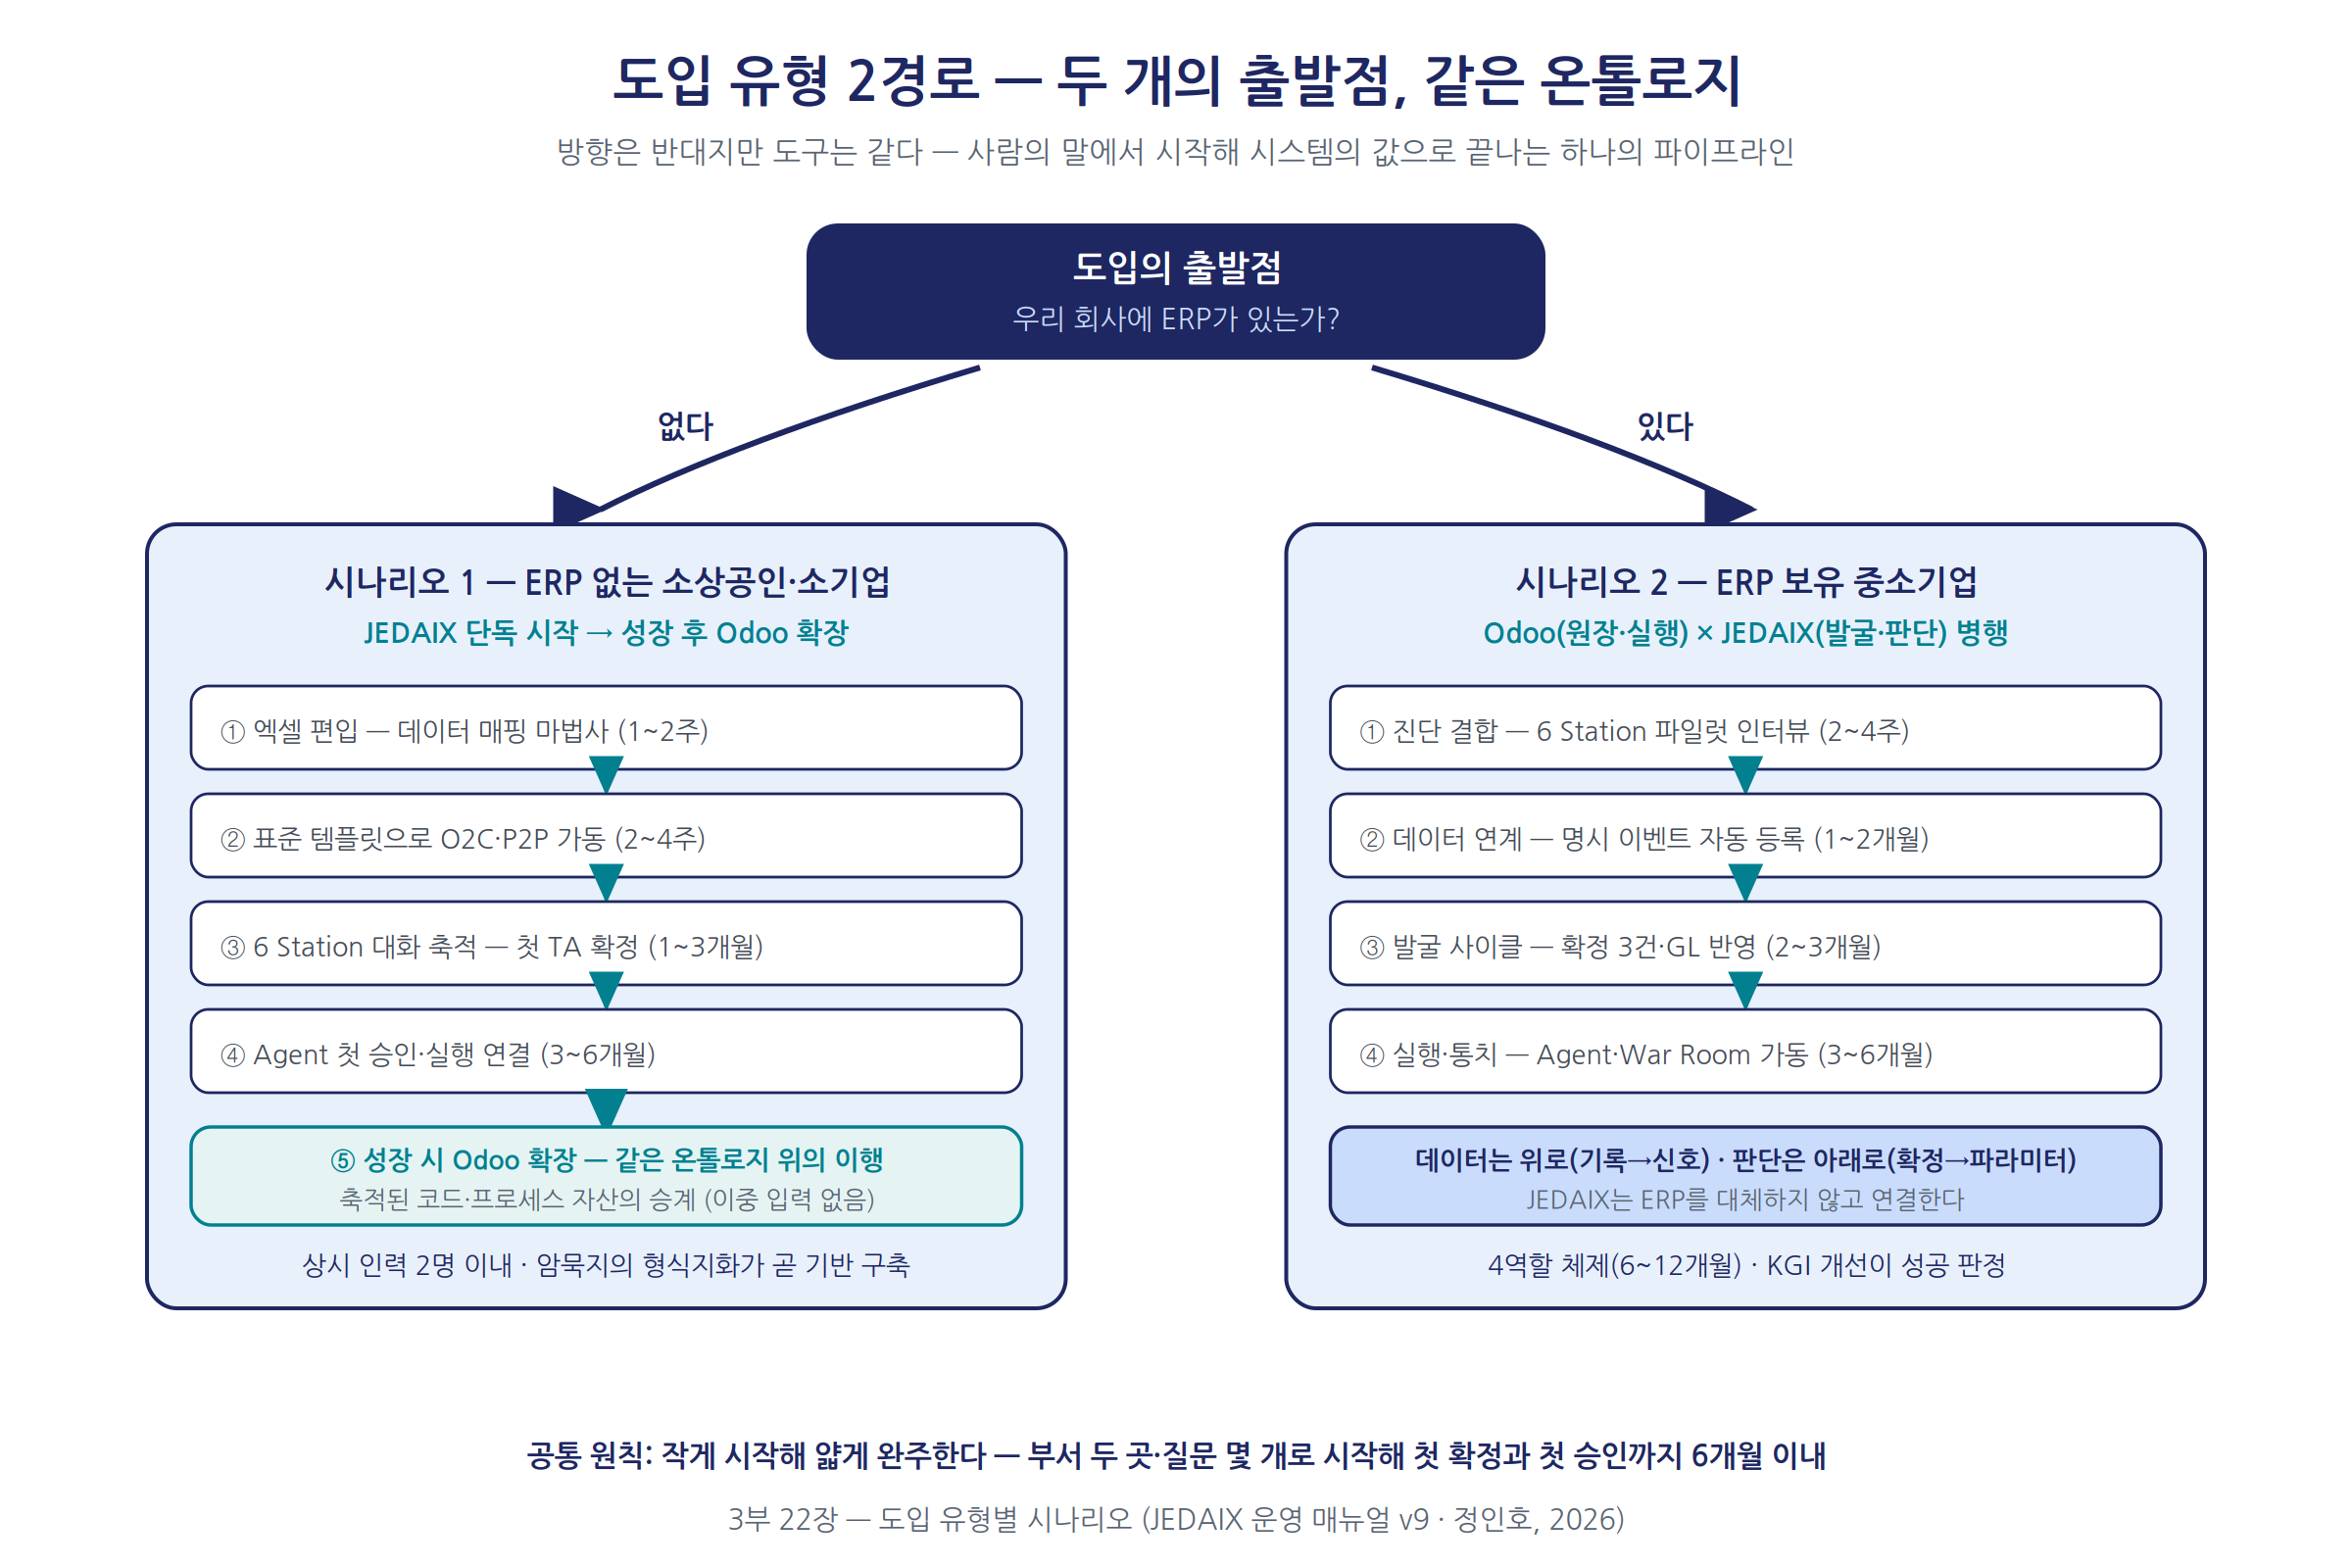 도입 유형 2경로 — 두 개의 출발점, 같은 온톨로지
방향은 반대지만 도구는 같다 — 사람의 말에서 시작해 시스템의 값으로 끝나는 하나의 파이프라인
도입의 출발점
우리 회사에 ERP가 있는가?
없다
있다
시나리오 1 — ERP 없는 소상공인·소기업
JEDAIX 단독 시작 → 성장 후 Odoo 확장
① 엑셀 편입 — 데이터 매핑 마법사 (1~2주)
② 표준 템플릿으로 O2C·P2P 가동 (2~4주)
③ 6 Station 대화 축적 — 첫 TA 확정 (1~3개월)
④ Agent 첫 승인·실행 연결 (3~6개월)
⑤ 성장 시 Odoo 확장 — 같은 온톨로지 위의 이행
축적된 코드·프로세스 자산의 승계 (이중 입력 없음)
상시 인력 2명 이내 · 암묵지의 형식지화가 곧 기반 구축
시나리오 2 — ERP 보유 중소기업
Odoo(원장·실행) × JEDAIX(발굴·판단) 병행
① 진단 결합 — 6 Station 파일럿 인터뷰 (2~4주)
② 데이터 연계 — 명시 이벤트 자동 등록 (1~2개월)
③ 발굴 사이클 — 확정 3건·GL 반영 (2~3개월)
④ 실행·통치 — Agent·War Room 가동 (3~6개월)
데이터는 위로(기록→신호) · 판단은 아래로(확정→파라미터)
JEDAIX는 ERP를 대체하지 않고 연결한다
4역할 체제(6~12개월) · KGI 개선이 성공 판정
공통 원칙: 작게 시작해 얇게 완주한다 — 부서 두 곳·질문 몇 개로 시작해 첫 확정과 첫 승인까지 6개월 이내
3부 22장 — 도입 유형별 시나리오 (JEDAIX 운영 매뉴얼 v9 · 정인호, 2026)